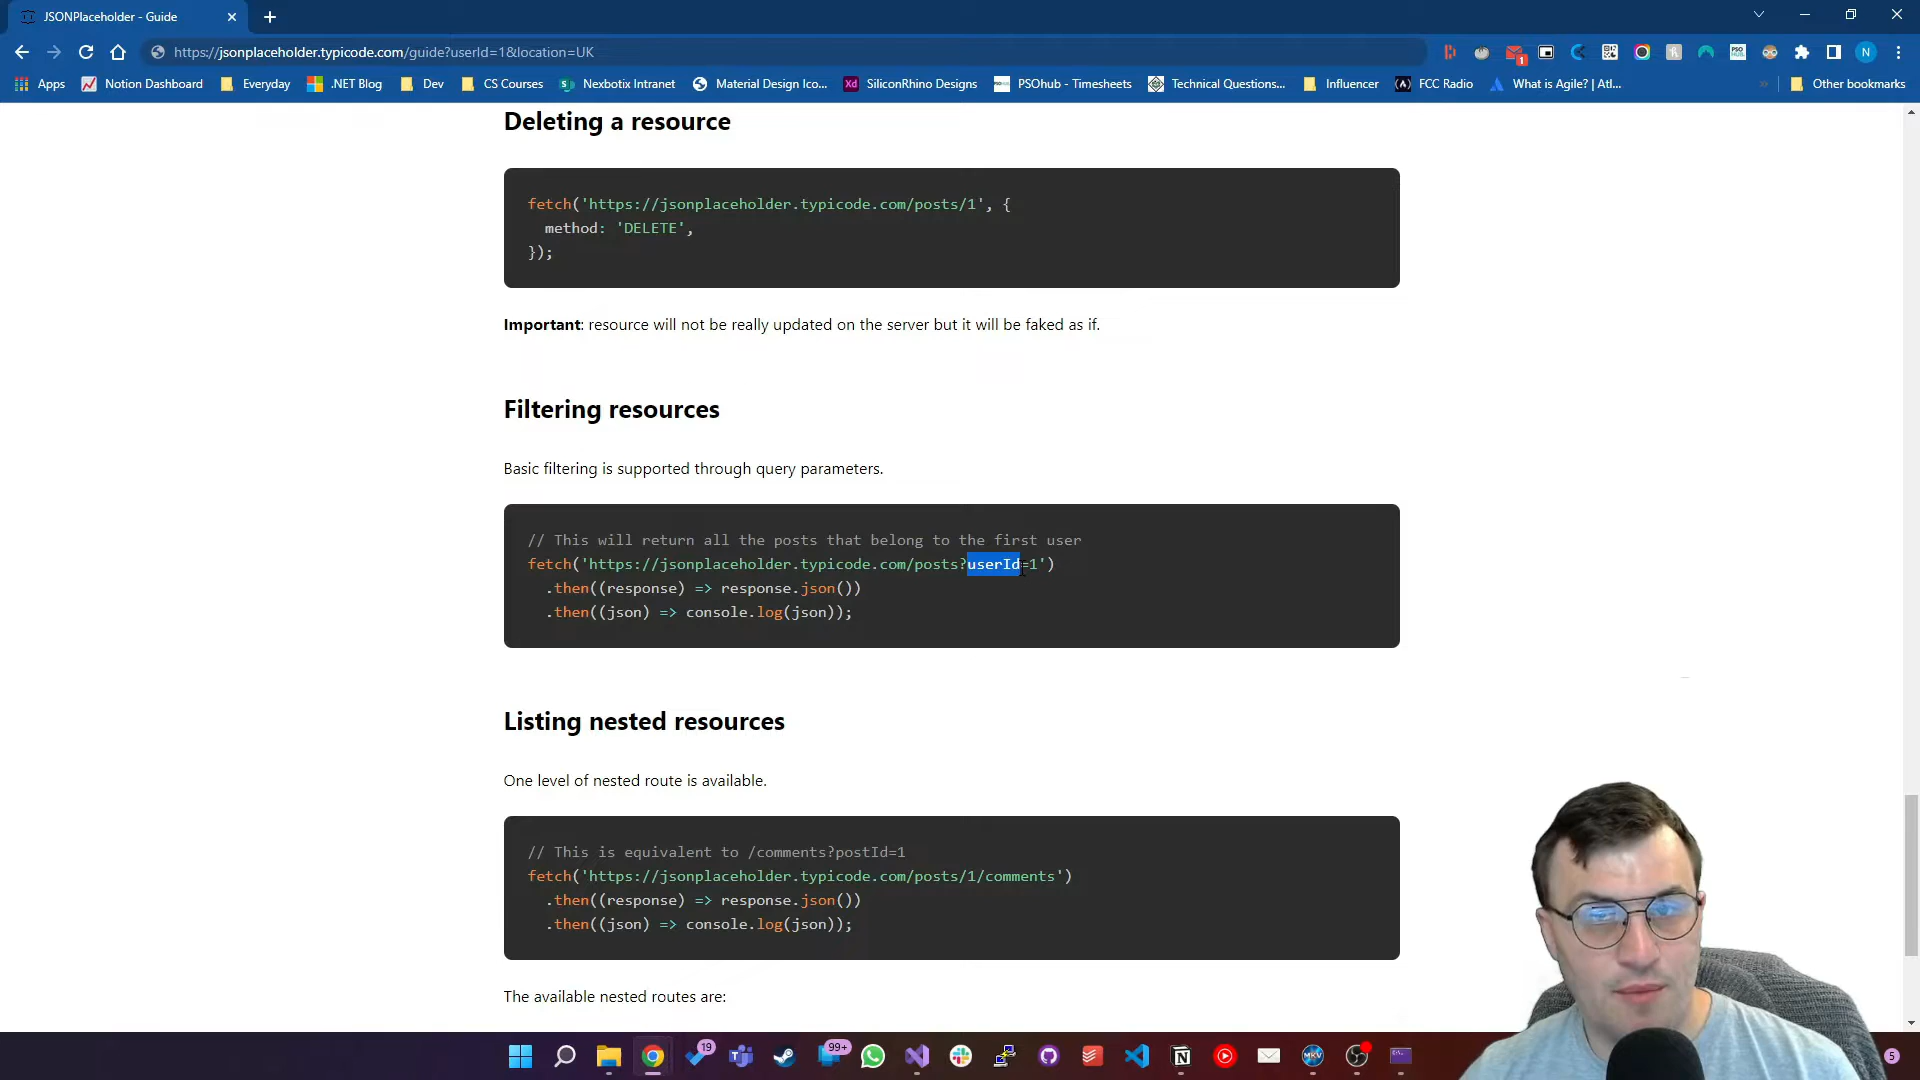 JSONPlaceholder - Guide
https://jsonplaceholder.typicode.com/guide?userId=1&location=UK
1
N
Apps
Notion Dashboard
Everyday
.NET Blog
Dev
CS Courses
Nexbotix Intranet
Material Design Ico...
SiliconRhino Designs
PSOhub - Timesheets
Technical Questions...
Influencer
FCC Radio
What is Agile? | Atl...
Other bookmarks
Deleting a resource
fetch('https://jsonplaceholder.typicode.com/posts/1', {
method: 'DELETE',
});
Important: resource will not be really updated on the server but it will be faked as if.
Filtering resources
Basic filtering is supported through query parameters.
// This will return all the posts that belong to the first user
fetch('https://jsonplaceholder.typicode.com/posts?userId=1')
.then((response) => response.json())
.then((json) => console.log(json));
Listing nested resources
One level of nested route is available.
// This is equivalent to /comments?postId=1
fetch('https://jsonplaceholder.typicode.com/posts/1/comments')
.then((response) => response.json())
.then((json) => console.log(json));
The available nested routes are:
19
99+
MKV
5